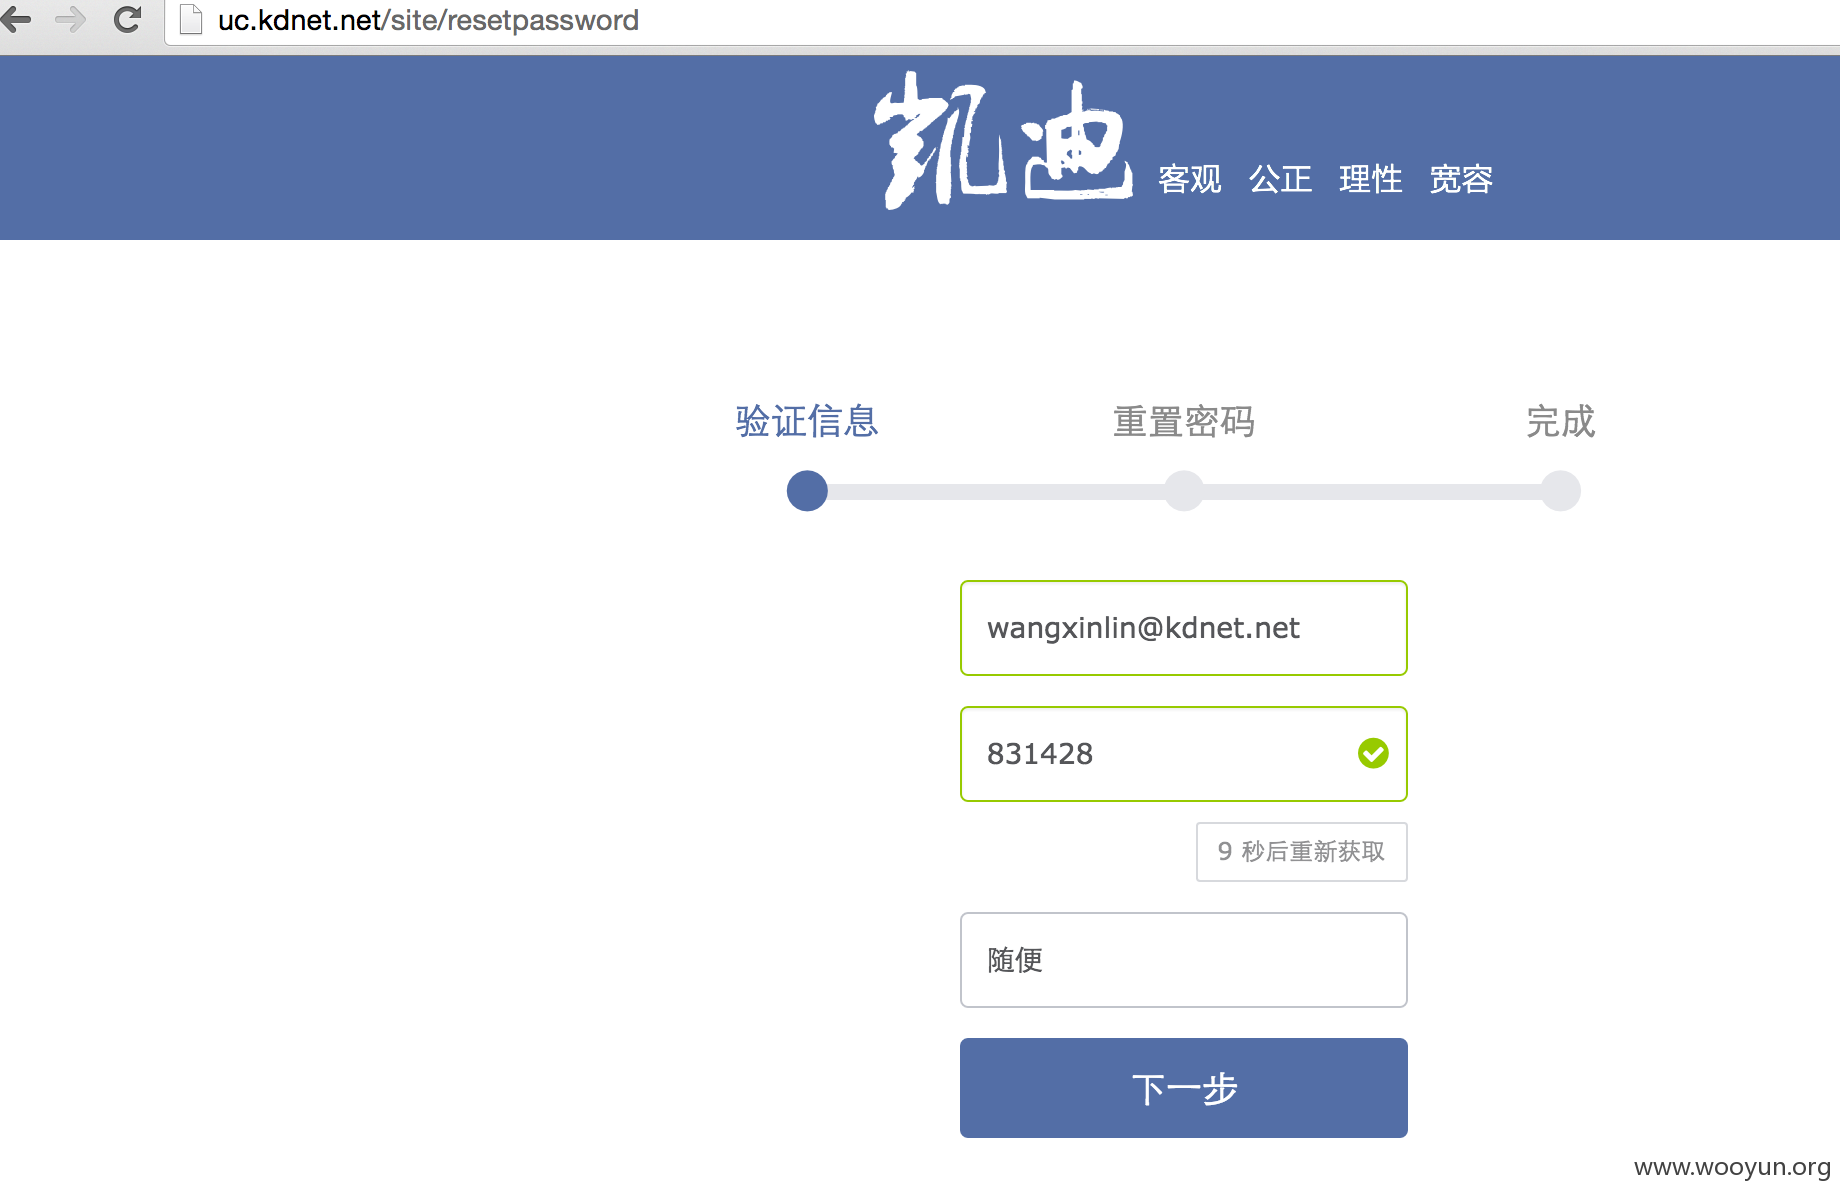 uc.kdnet.net/site/resetpassword
凯迪 客观 公正 理性 宽容
验证信息 重置密码 完成
wangxinlin@kdnet.net
831428
9 秒后重新获取
随便
下一步
www.wooyun.org